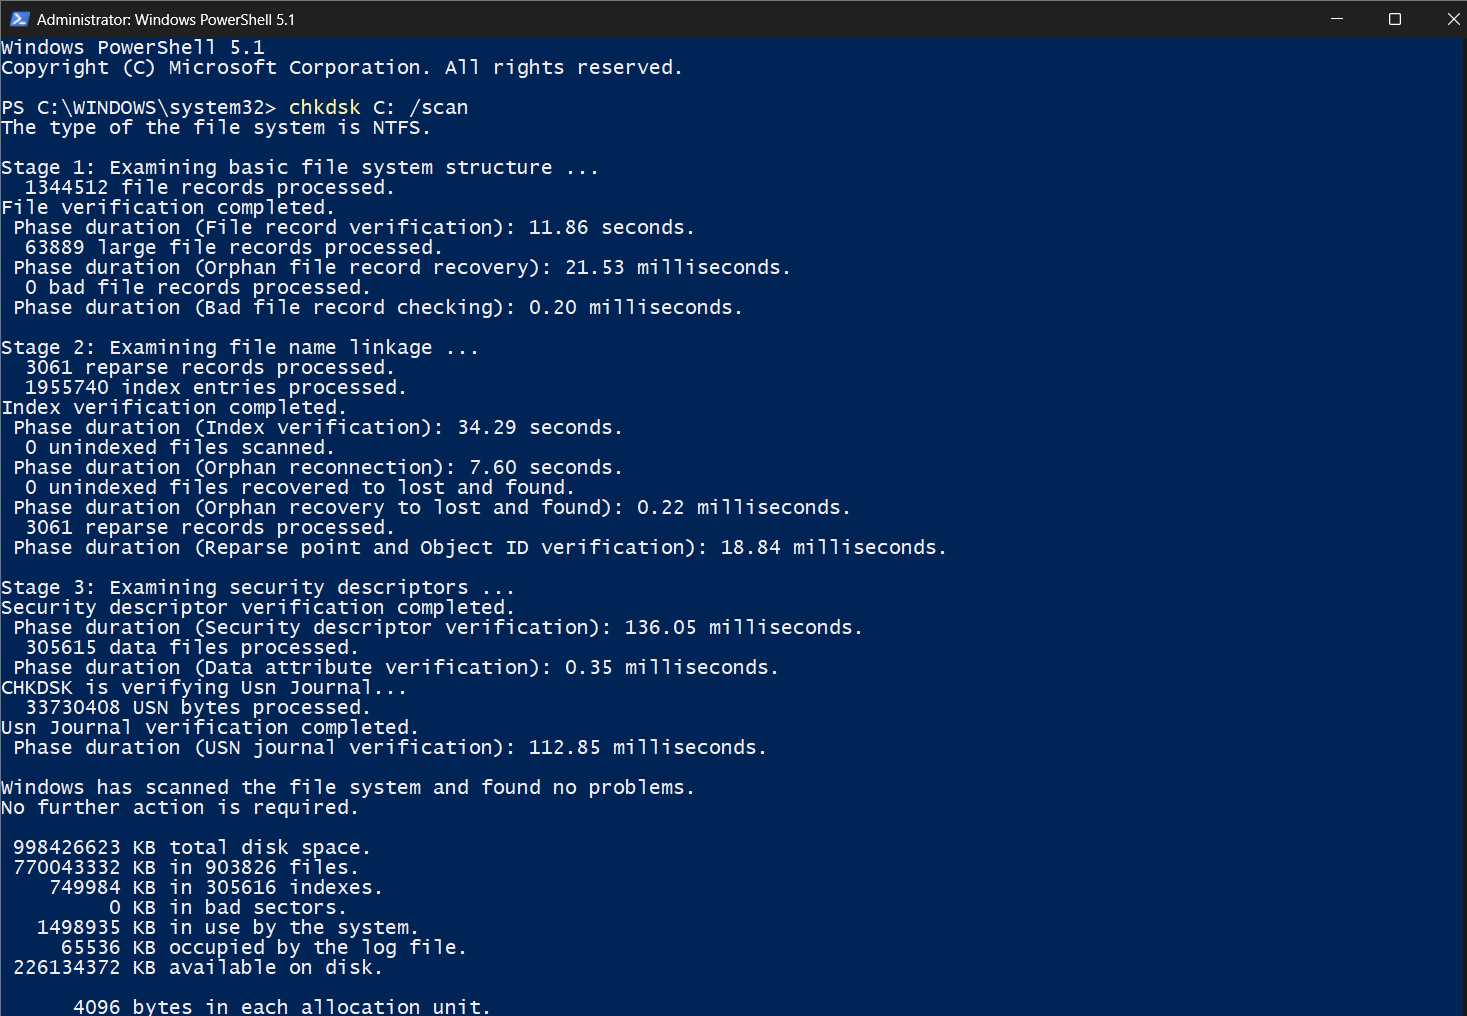 Administrator: Windows PowerShell 5.1
Windows PowerShell 5.1
Copyright (C) Microsoft Corporation. All rights reserved.
PS C:\WINDOWS\system32> chkdsk C: /scan
The type of the file system is NTFS.
Stage 1: Examining basic file system structure ...
1344512 file records processed.
File verification completed.
Phase duration (File record verification): 11.86 seconds.
63889 large file records processed.
Phase duration (Orphan file record recovery): 21.53 milliseconds.
0 bad file records processed.
Phase duration (Bad file record checking): 0.20 milliseconds.
Stage 2: Examining file name linkage ...
3061 reparse records processed.
1955740 index entries processed.
Index verification completed.
Phase duration (Index verification): 34.29 seconds.
0 unindexed files scanned.
Phase duration (Orphan reconnection): 7.60 seconds.
0 unindexed files recovered to lost and found.
Phase duration (Orphan recovery to lost and found): 0.22 milliseconds.
3061 reparse records processed.
Phase duration (Reparse point and Object ID verification): 18.84 milliseconds.
Stage 3: Examining security descriptors ...
Security descriptor verification completed.
Phase duration (Security descriptor verification): 136.05 milliseconds.
305615 data files processed.
Phase duration (Data attribute verification): 0.35 milliseconds.
CHKDSK is verifying Usn Journal...
33730408 USN bytes processed.
Usn Journal verification completed.
Phase duration (USN journal verification): 112.85 milliseconds.
Windows has scanned the file system and found no problems.
No further action is required.
998426623 KB total disk space.
770043332 KB in 903826 files.
749984 KB in 305616 indexes.
0 KB in bad sectors.
1498935 KB in use by the system.
65536 KB occupied by the log file.
226134372 KB available on disk.
4096 bytes in each allocation unit.